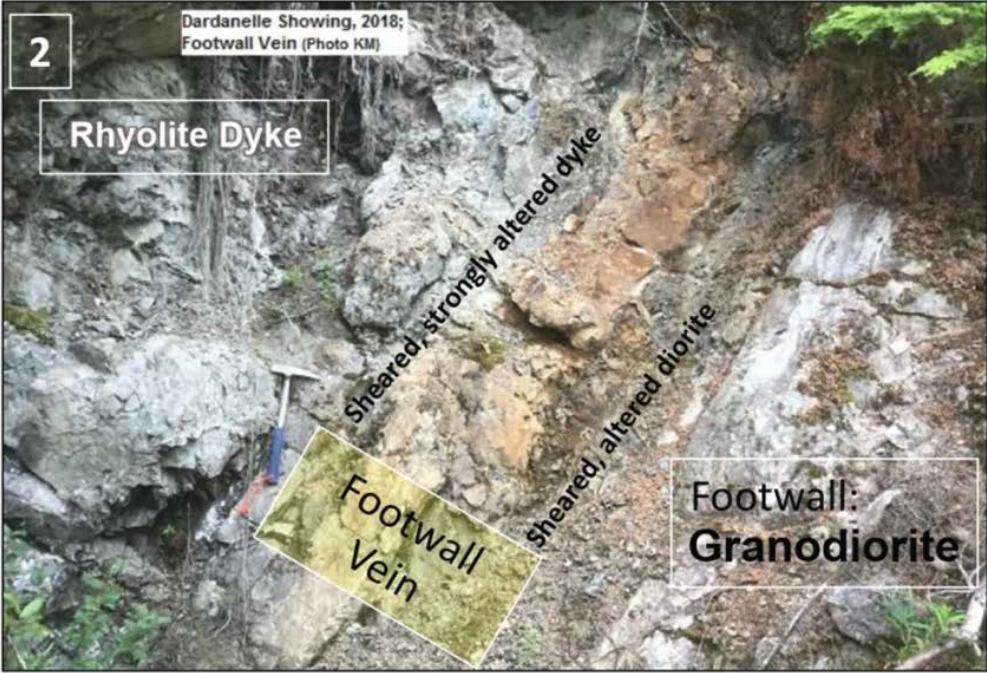 2
Dardanelle Showing, 2018;
Footwall Vein (Photo KM)
Rhyolite Dyke
Sheared, strongly altered dyke
Sheared, altered diorite
Footwall
Vein
Footwall:
Granodiorite